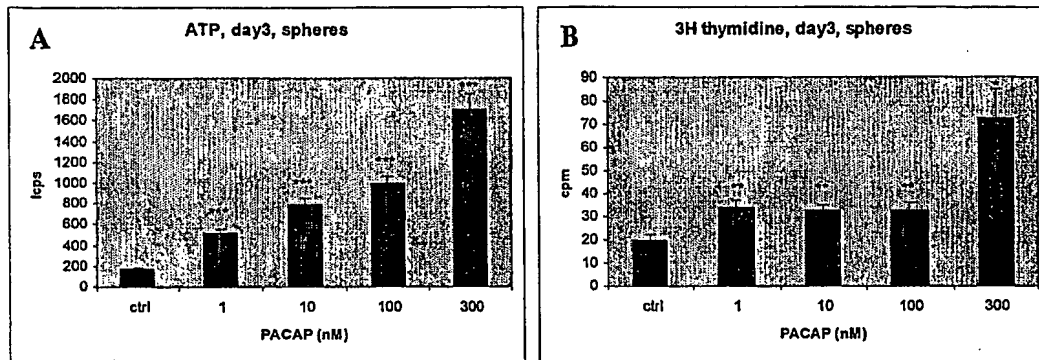 A
ATP, day3, spheres
lcps
2000
1800
1600
1400
1200
1000
800
600
400
200
0
***
***
***
***
ctrl 1 10 100 300
PACAP (nM)
B
3H thymidine, day3, spheres
cpm
90
80
70
60
50
40
30
20
10
0
**
**
**
ctrl 1 10 100 300
PACAP (nM)